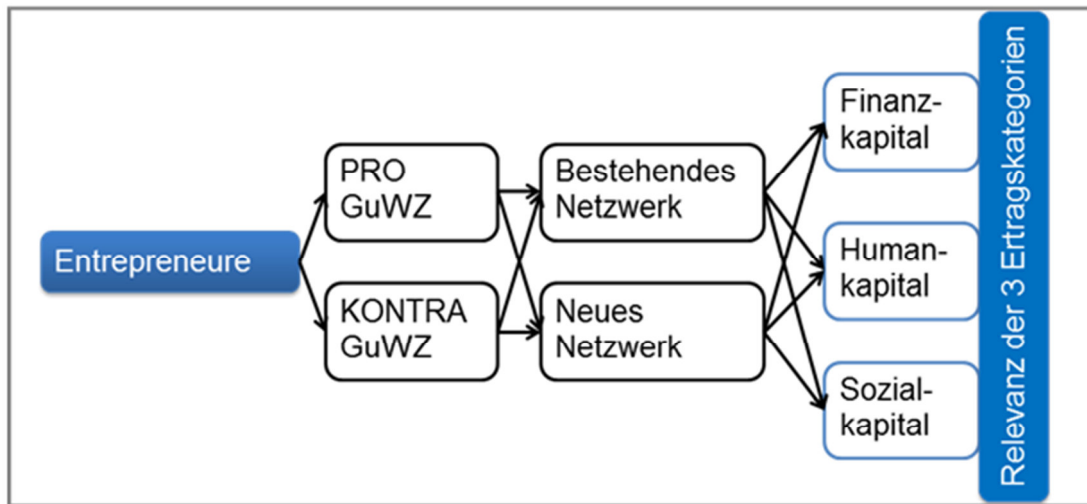 Entrepreneure
PRO
GuWZ
KONTRA
GuWZ
Bestehendes
Netzwerk
Neues
Netzwerk
Finanz-
kapital
Human-
kapital
Sozial-
kapital
Relevanz der 3 Ertragskategorien